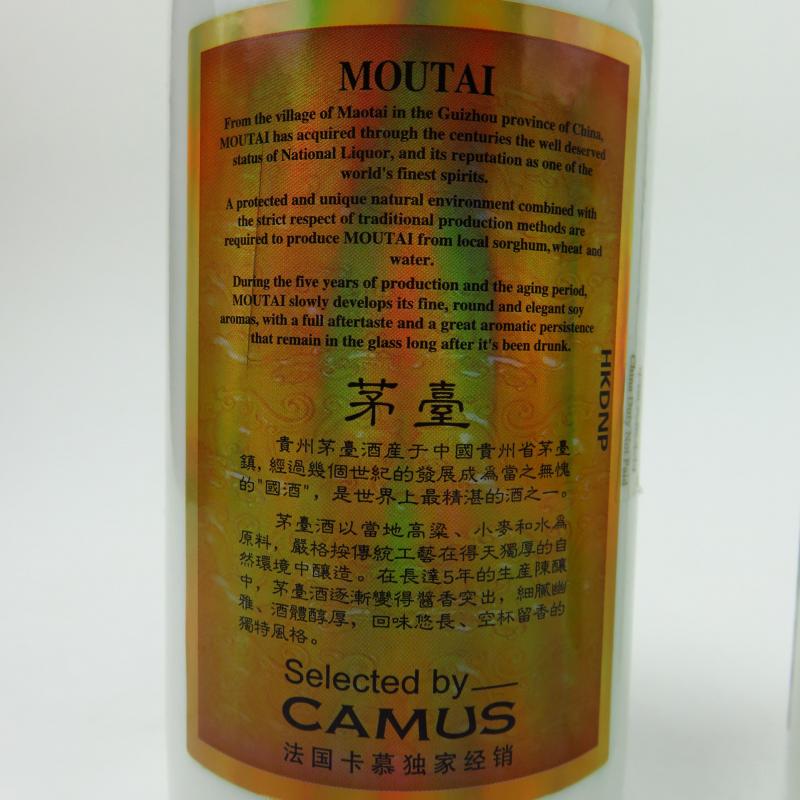 MOUTAI
From the village of Maotai in the Guizhou province of China,
MOUTAI has acquired through the centuries the well deserved
status of National Liquor, and its reputation as one of the
world's finest spirits.
A protected and unique natural environment combined with
the strict respect of traditional production methods are
required to produce MOUTAI from local sorghum, wheat and
water.
During the five years of production and the aging period,
MOUTAI slowly develops its fine, round and elegant soy
aromas, with a full aftertaste and a great aromatic persistence
that remain in the glass long after it's been drunk.
茅臺
貴州茅臺酒産于中國貴州省茅臺
鎮,經過幾個世紀的發展成爲當之無愧
的"國酒",是世界上最精湛的酒之一。
茅臺酒以當地高粱、小麥和水爲
原料,嚴格按傳統工藝在得天獨厚的自
然環境中釀造。在長達5年的生産陳釀
中,茅臺酒逐漸變得醬香突出,細膩幽
雅、酒體醇厚,回味悠長、空杯留香的
獨特風格。
Selected by
CAMUS
法国卡慕独家经销
HKDNP
China Duty Not Paid